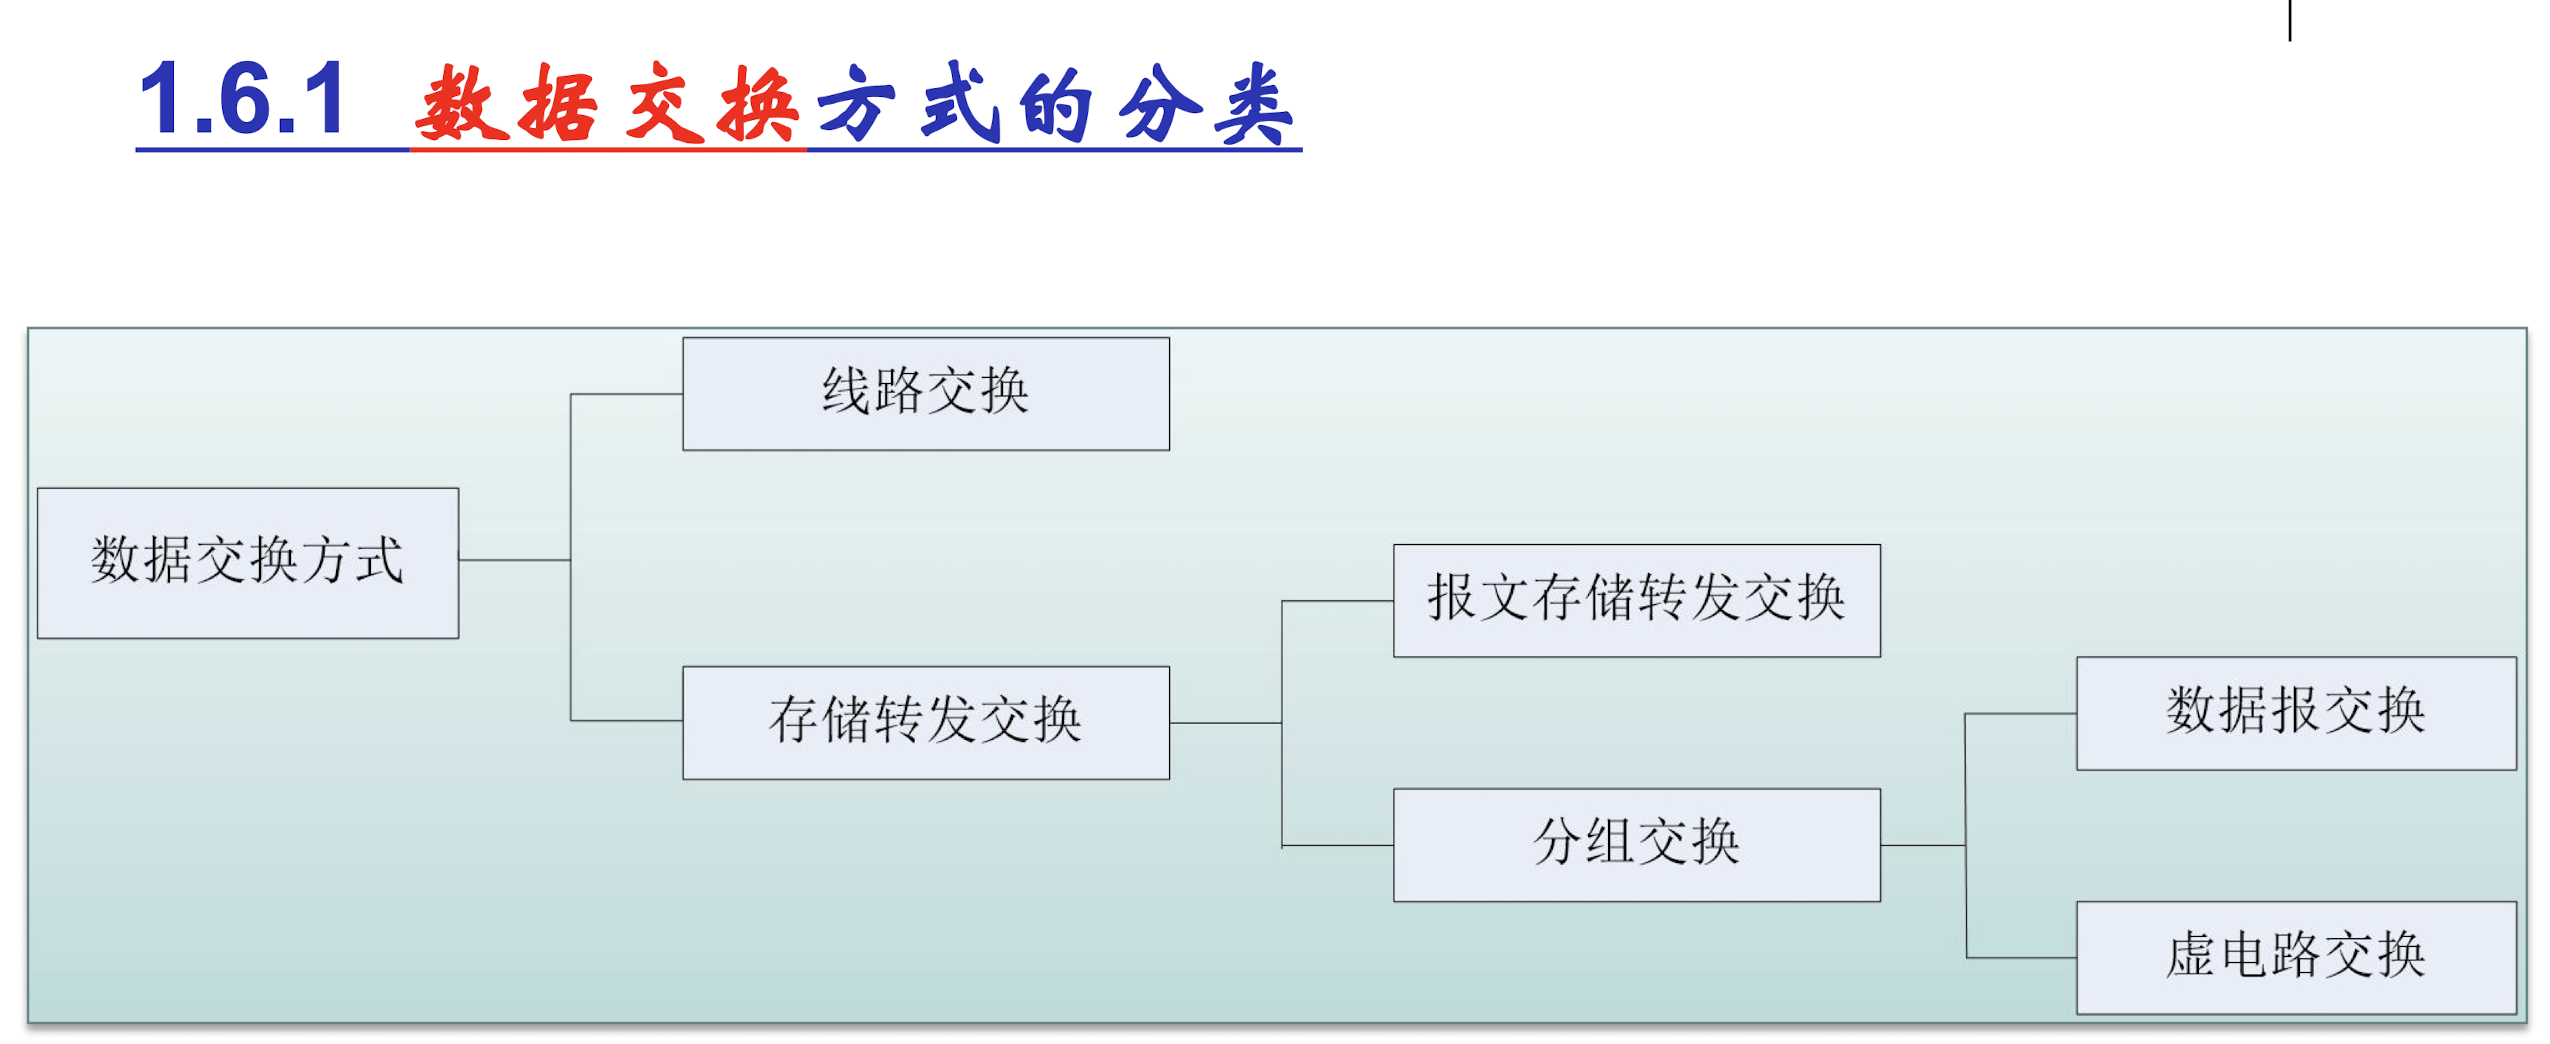 1.6.1 数据交换方式的分类
线路交换
数据交换方式
报文存储转发交换
存储转发交换
数据报交换
分组交换
虚电路交换